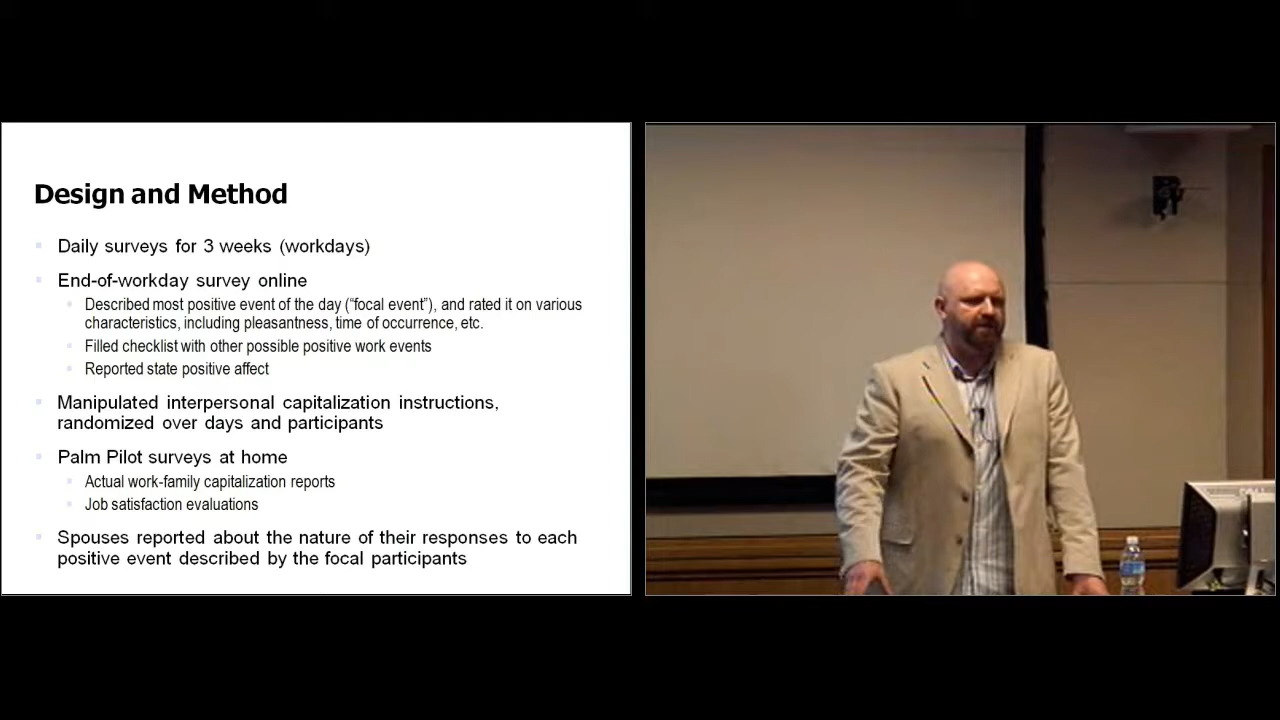 Design and Method
Daily surveys for 3 weeks (workdays)
End-of-workday survey online
Described most positive event of the day (“focal event”), and rated it on various
characteristics, including pleasantness, time of occurrence, etc.
Filled checklist with other possible positive work events
Reported state positive affect
Manipulated interpersonal capitalization instructions,
randomized over days and participants
Palm Pilot surveys at home
Actual work-family capitalization reports
Job satisfaction evaluations
Spouses reported about the nature of their responses to each
positive event described by the focal participants